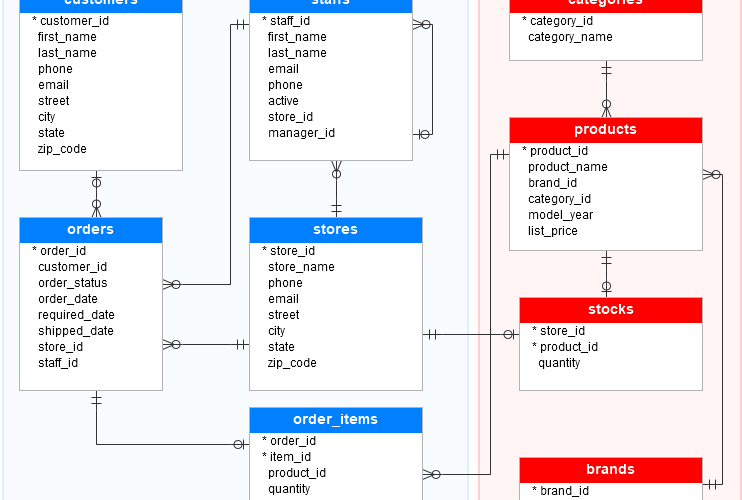 customers
* customer_id
first_name
last_name
phone
email
street
city
state
zip_code
staffs
* staff_id
first_name
last_name
email
phone
active
store_id
manager_id
categories
* category_id
category_name
products
* product_id
product_name
brand_id
category_id
model_year
list_price
orders
* order_id
customer_id
order_status
order_date
required_date
shipped_date
store_id
staff_id
stores
* store_id
store_name
phone
email
street
city
state
zip_code
stocks
* store_id
* product_id
quantity
order_items
* order_id
* item_id
product_id
quantity
brands
* brand_id